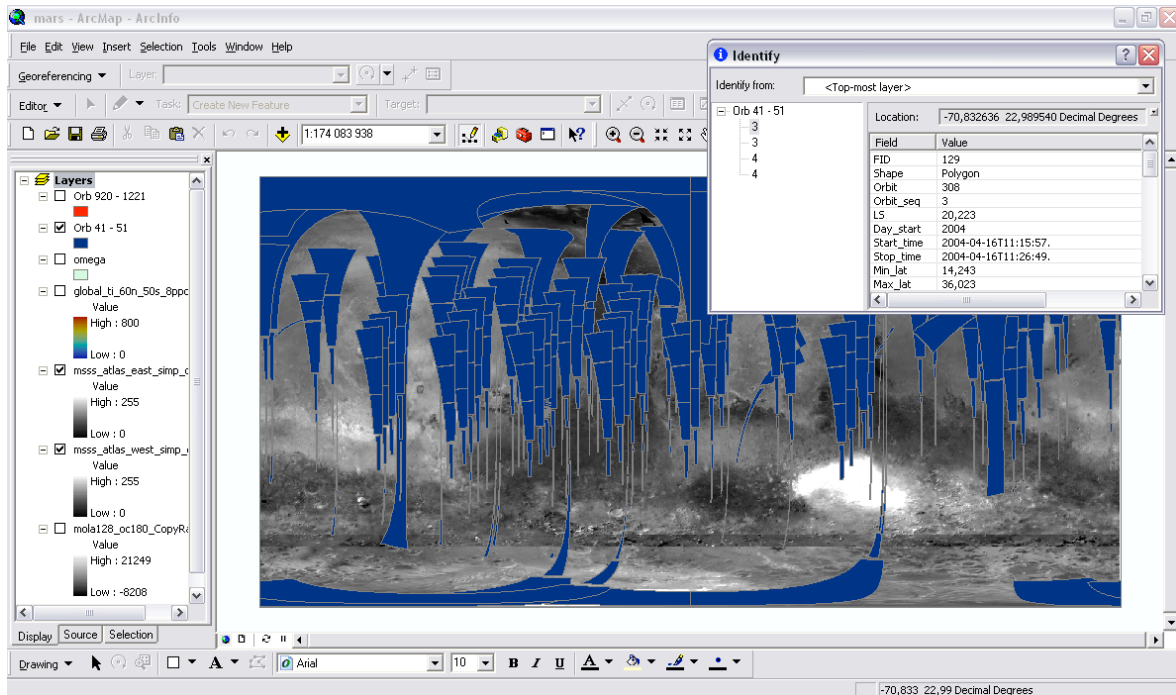 mars - ArcMap - ArcInfo
File Edit View Insert Selection Tools Window Help
Georeferencing Layer:
Editor Task: Create New Feature Target:
1:174 083 938
Layers
Orb 920 - 1221
Orb 41 - 51
omega
global_ti_60n_50s_8ppd
Value
High : 800
Low : 0
msss_atlas_east_simp_
Value
High : 255
Low : 0
msss_atlas_west_simp_
Value
High : 255
Low : 0
mola128_oc180_CopyRa
Value
High : 21249
Low : -8208
Display Source Selection
Identify
Identify from: <Top-most layer>
Orb 41 - 51
3
3
4
4
Location: -70,832636 22,989540 Decimal Degrees
Field Value
FID 129
Shape Polygon
Orbit 308
Orbit_seq 3
LS 20,223
Day_start 2004
Start_time 2004-04-16T11:15:57.
Stop_time 2004-04-16T11:26:49.
Min_lat 14,243
Max_lat 36,023
Drawing A Arial 10 B I U A
-70,833 22,99 Decimal Degrees